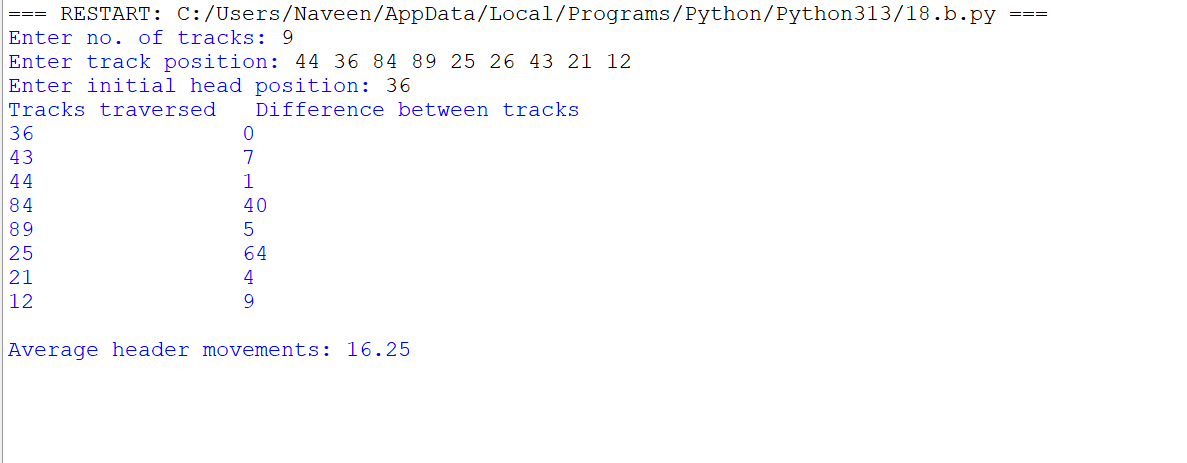 === RESTART: C:/Users/Naveen/AppData/Local/Programs/Python/Python313/18.b.py ===
Enter no. of tracks: 9
Enter track position: 44 36 84 89 25 26 43 21 12
Enter initial head position: 36
Tracks traversed   Difference between tracks
36                0
43                7
44                1
84                40
89                5
25                64
21                4
12                9
Average header movements: 16.25